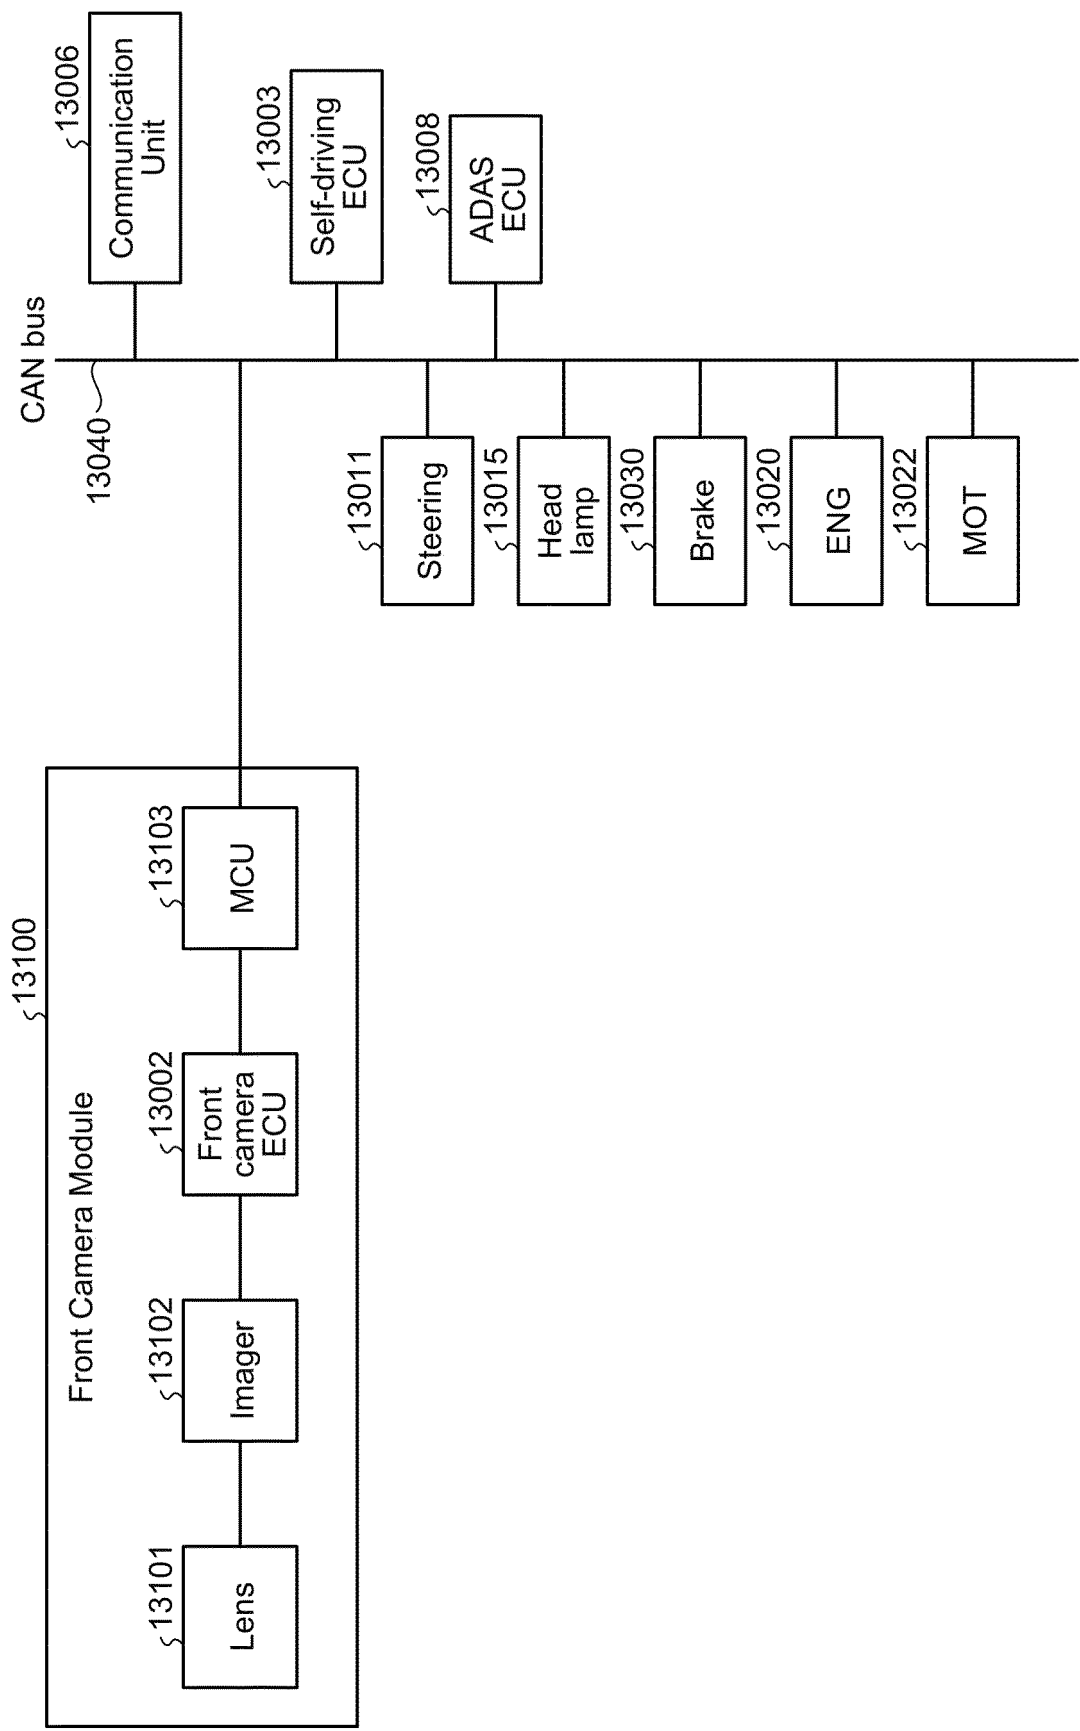 13100
Front Camera Module
13101
Lens
13102
Imager
13002
Front
camera
ECU
13103
MCU
CAN bus
13040
13006
Communication
Unit
13003
Self-driving
ECU
13008
ADAS
ECU
13011
Steering
13015
Head
lamp
13030
Brake
13020
ENG
13022
MOT